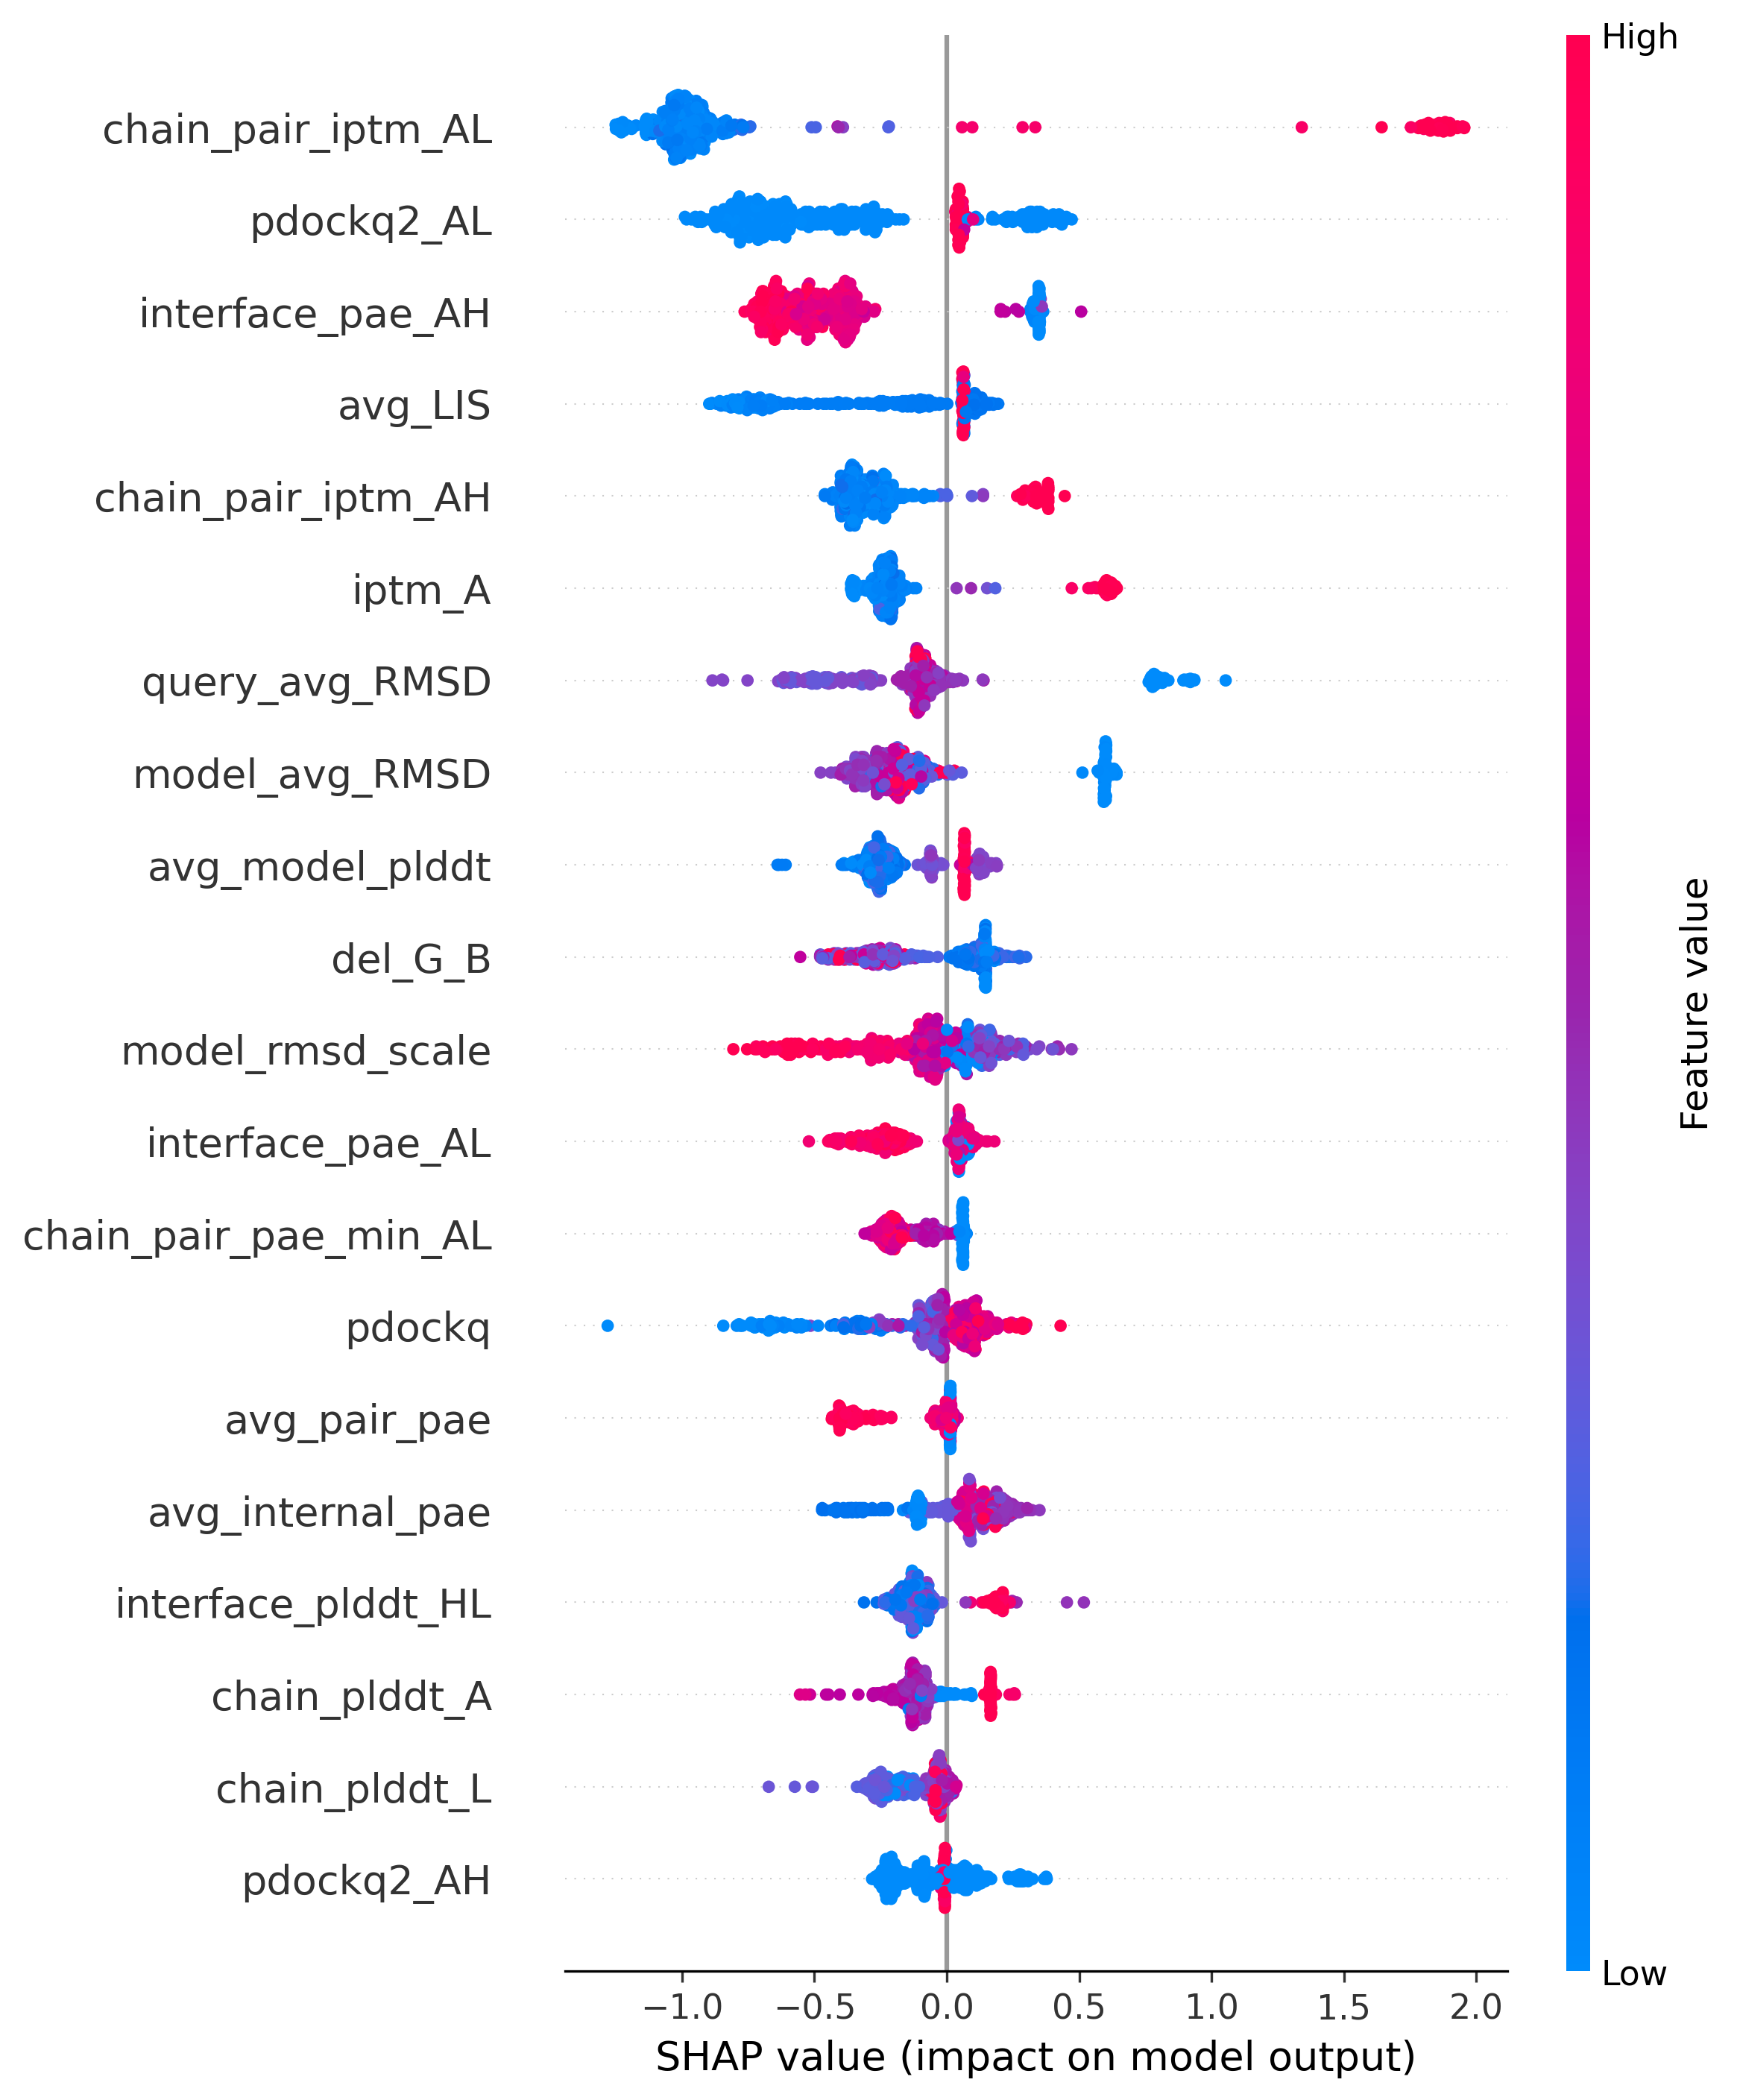 High
chain_pair_iptm_AL
pdockq2_AL
interface_pae_AH
avg_LIS
chain_pair_iptm_AH
iptm_A
query_avg_RMSD
model_avg_RMSD
avg_model_plddt
del_G_B
model_rmsd_scale
interface_pae_AL
chain_pair_pae_min_AL
pdockq
avg_pair_pae
avg_internal_pae
interface_plddt_HL
chain_plddt_A
chain_plddt_L
pdockq2_AH
Feature value
Low
−1.0 −0.5 0.0 0.5 1.0 1.5 2.0
SHAP value (impact on model output)